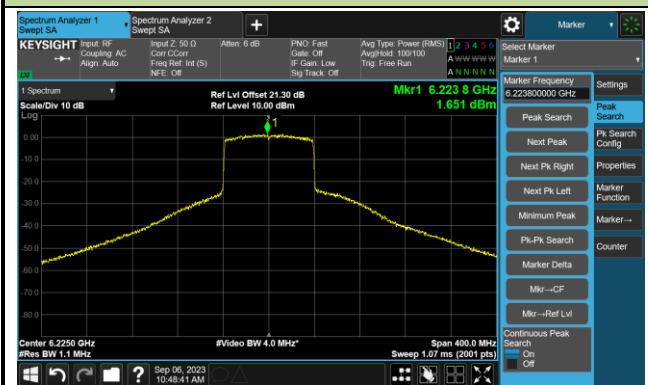 Spectrum Analyzer 1
Swept SA
Spectrum Analyzer 2
Swept SA
+
Marker
KEYSIGHT
Input: RF
Coupling: AC
Align: Auto
Input Z: 50 Ω
Corr CCorr
Freq Ref: Int (S)
NFE: Off
Atten: 6 dB
PNO: Fast
Gate: Off
IF Gain: Low
Sig Track: Off
Avg Type: Power (RMS)
Avg|Hold: 100/100
Trig: Free Run
1 2 3 4 5 6
A W W W W W
A N N N N N
LXI
Select Marker
Marker 1
1 Spectrum
Scale/Div 10 dB
Log
Ref Lvl Offset 21.30 dB
Ref Level 10.00 dBm
Mkr1 6.223 8 GHz
1.651 dBm
1
0.00
-10.0
-20.0
-30.0
-40.0
-50.0
-60.0
-70.0
-80.0
Center 6.2250 GHz
#Res BW 1.1 MHz
#Video BW 4.0 MHz*
Span 400.0 MHz
Sweep 1.07 ms (2001 pts)
Marker Frequency
6.223800000 GHz
Peak Search
Next Peak
Next Pk Right
Next Pk Left
Minimum Peak
Pk-Pk Search
Marker Delta
Mkr→CF
Mkr→Ref Lvl
Continuous Peak
Search
On
Off
Settings
Peak
Search
Pk Search
Config
Properties
Marker
Function
Marker→
Counter
?
Sep 06, 2023
10:48:41 AM